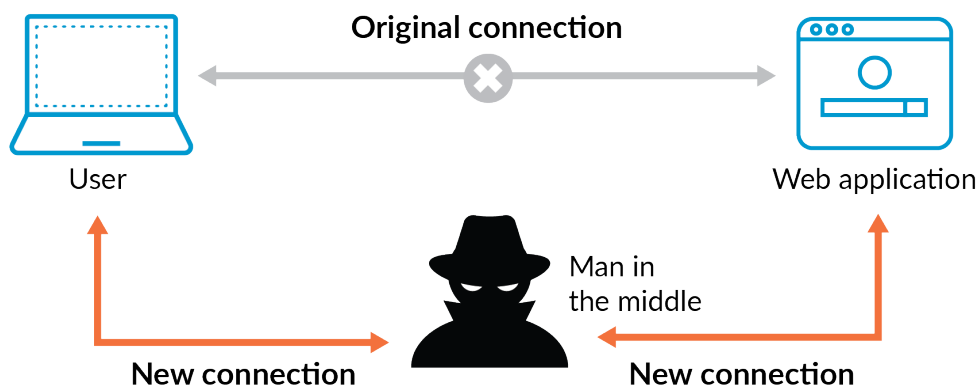 Original connection
User
Web application
Man in
the middle
New connection
New connection